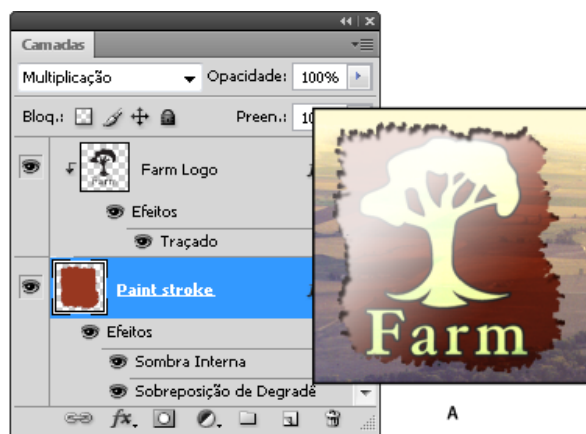 Camadas
Multiplicação Opacidade: 100%
Bloq.: Preen.:
Farm Logo
Efeitos
Traçado
Paint stroke
Efeitos
Sombra Interna
Sobreposição de Degradê
fx.
Farm
A